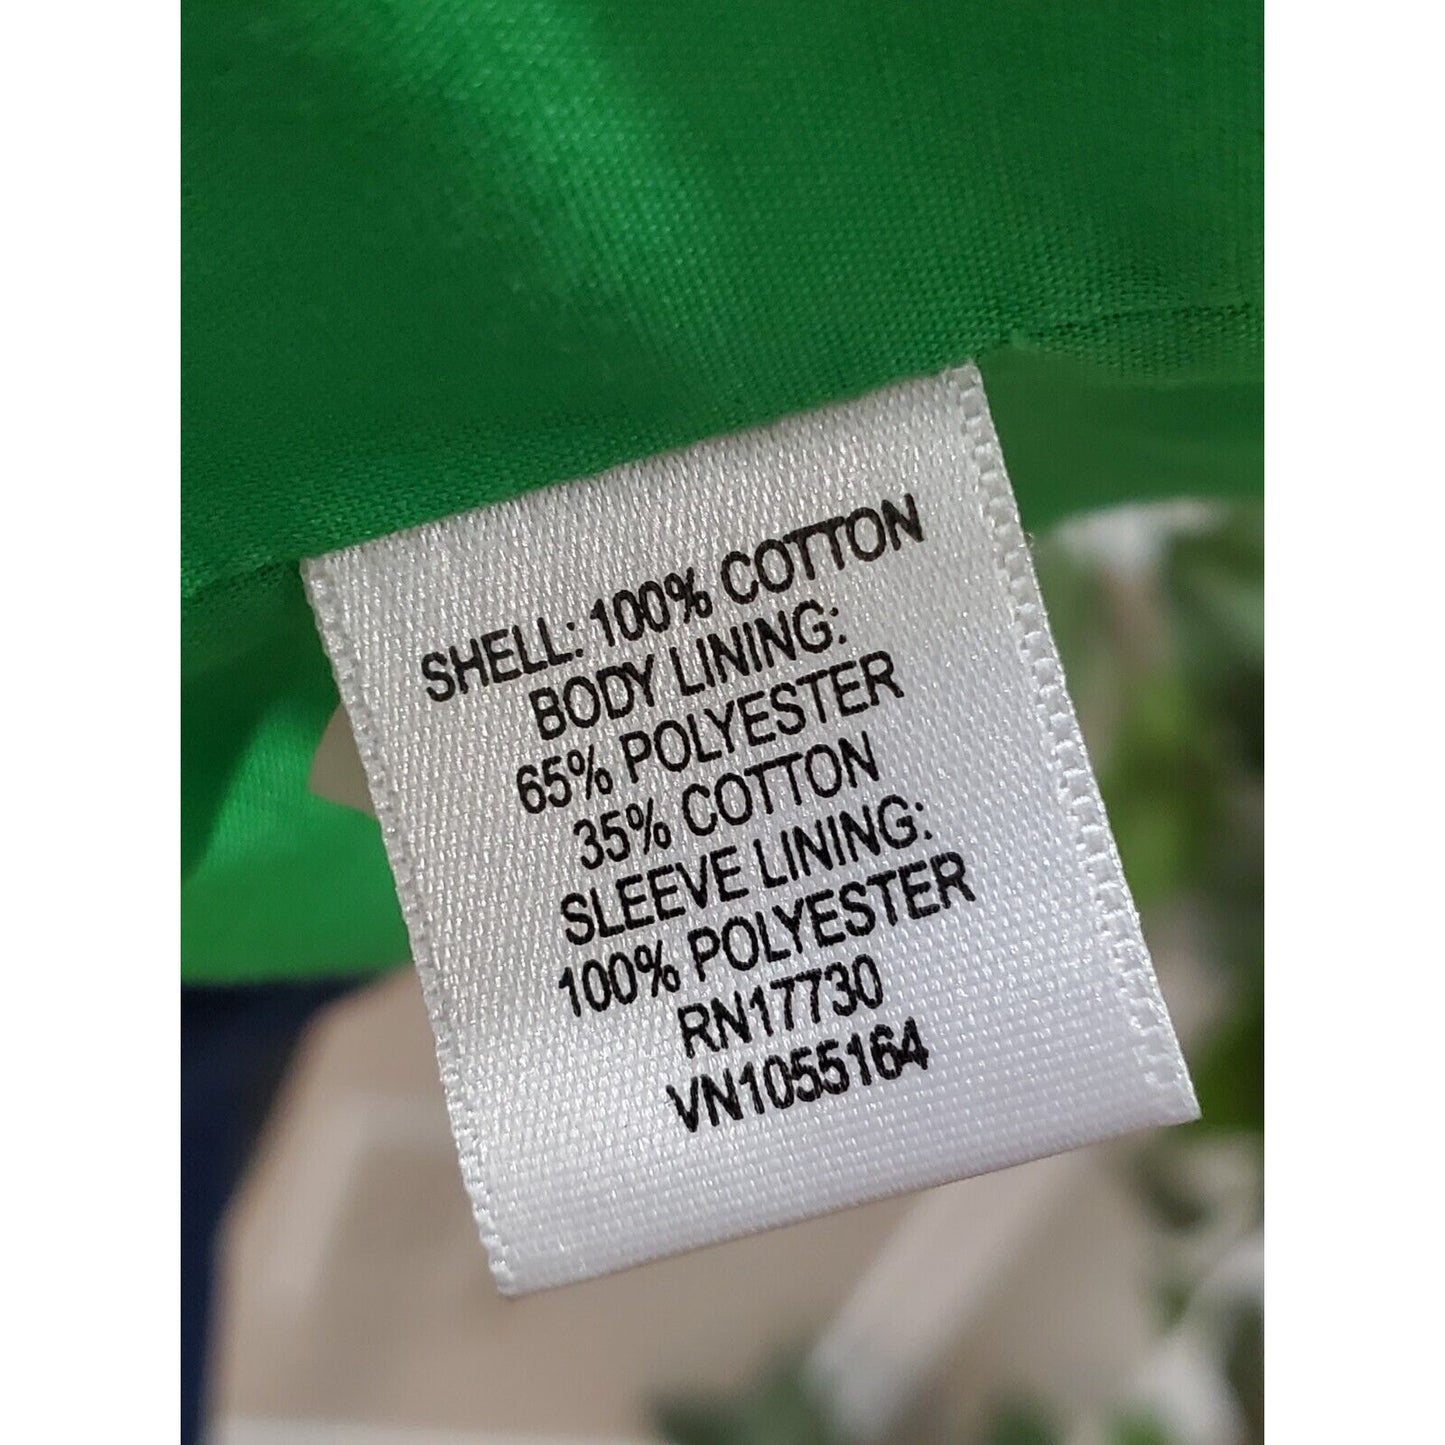 SHELL: 100% COTTON
BODY LINING:
65% POLYESTER
35% COTTON
SLEEVE LINING:
100% POLYESTER
RN17730
VN1055164